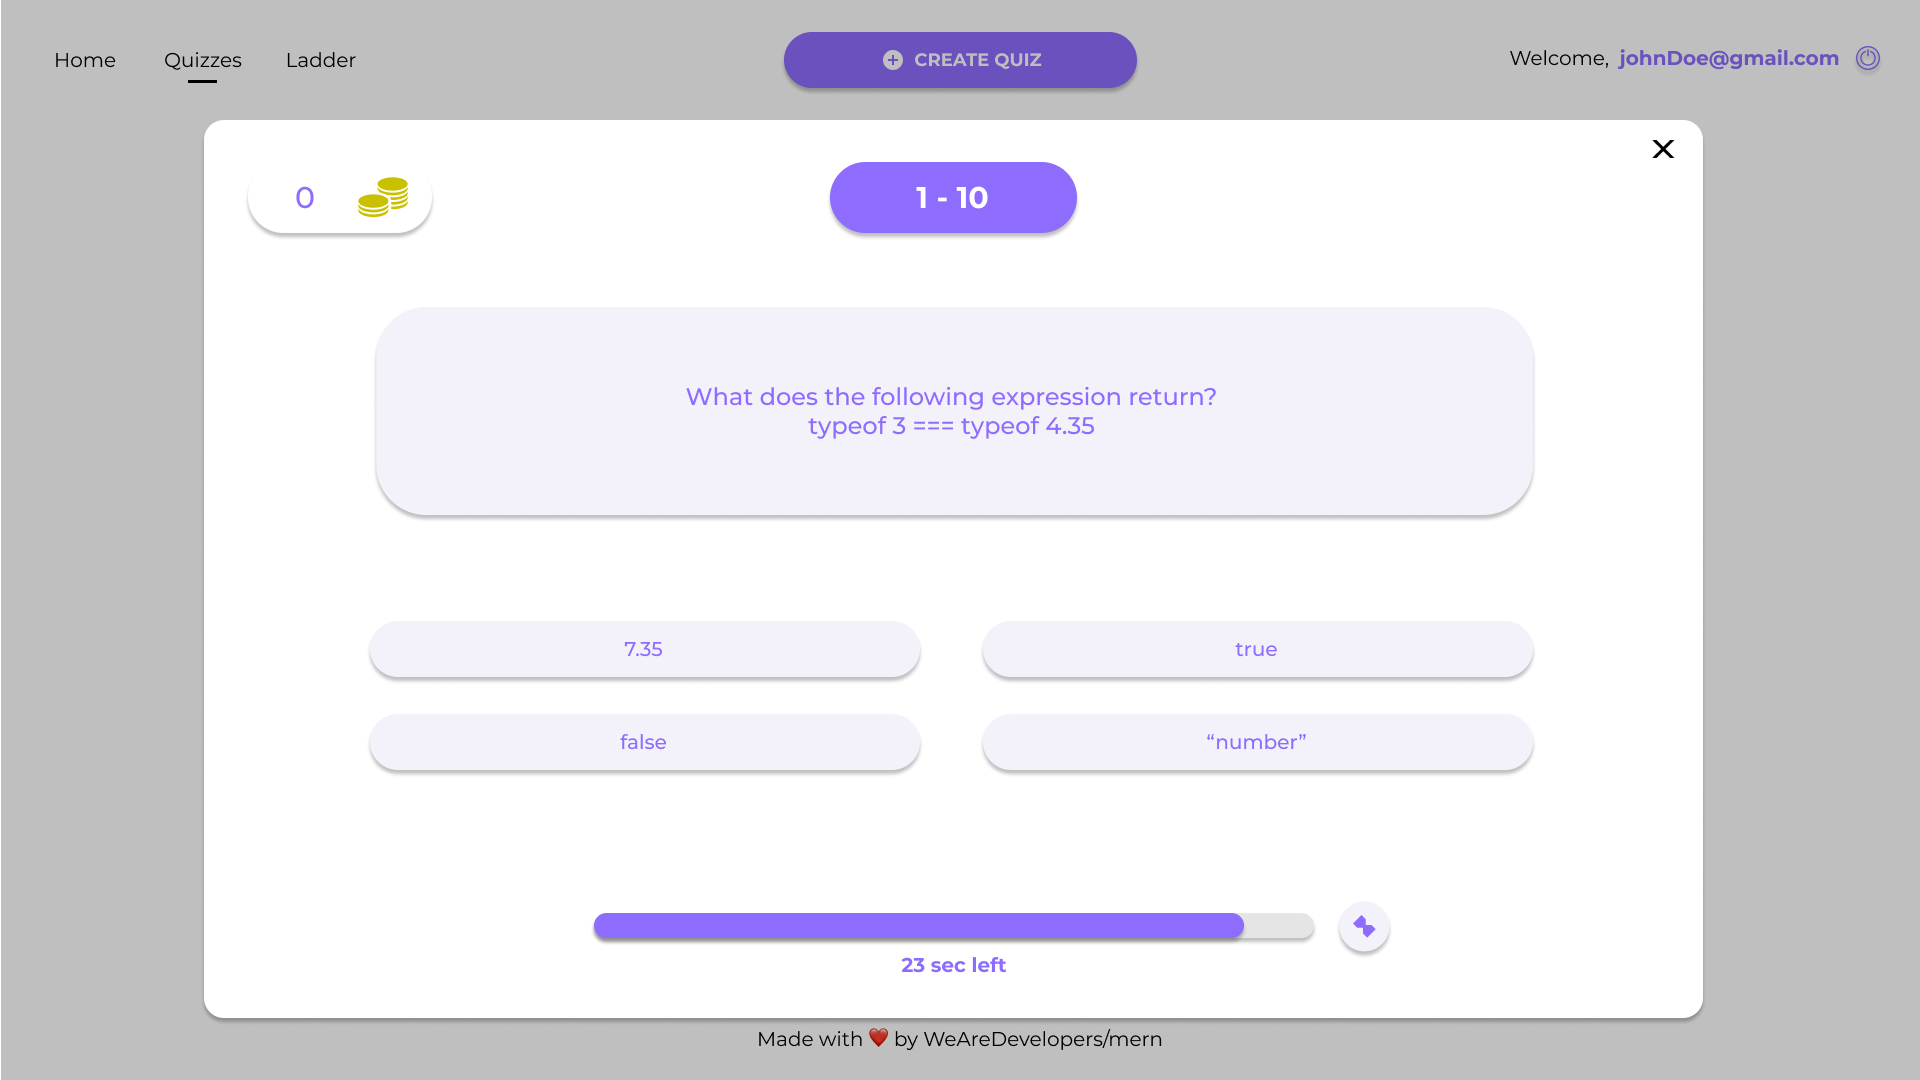 Home
Quizzes
Ladder
CREATE QUIZ
Welcome, johnDoe@gmail.com
X
0
1 - 10
What does the following expression return?
typeof 3 === typeof 4.35
7.35
true
false
“number”
23 sec left
Made with ❤️ by WeAreDevelopers/mern